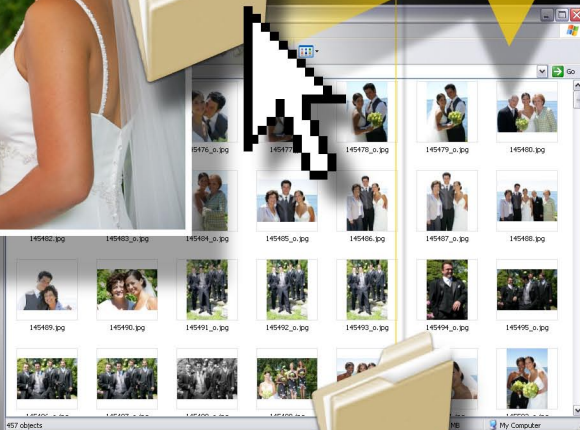 Go
145476_o.jpg
145478_o.jpg
145479_o.jpg
145480.jpg
145482.jpg
145483_o.jpg
145484_o.jpg
145485_o.jpg
145486.jpg
145487_o.jpg
145488.jpg
145489.jpg
145490.jpg
145491_o.jpg
145492_o.jpg
145493_o.jpg
145494_o.jpg
145495_o.jpg
457 objects
MB
My Computer